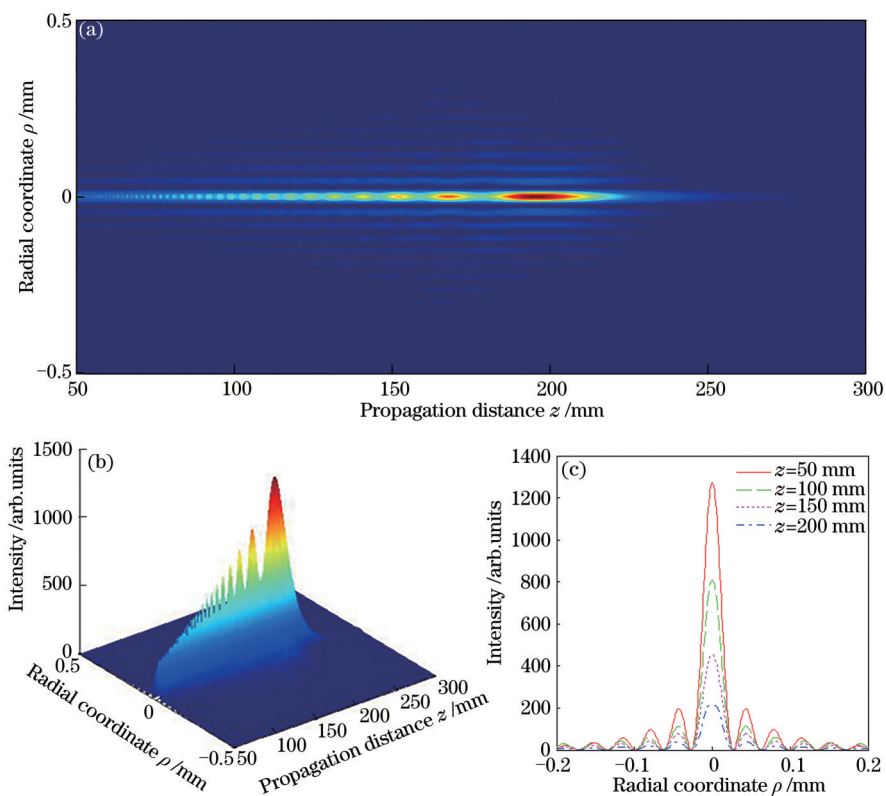 (a)
0.5
0
−0.5
Radial coordinate ρ /mm
50 100 150 200 250 300
Propagation distance z /mm
(b)
1500
1000
500
0
Intensity /arb.units
0.5
0
−0.5
Radial coordinate ρ /mm
50 100 150 200 250 300
Propagation distance z /mm
(c)
1400
1200
1000
800
600
400
200
0
Intensity /arb.units
z=50 mm
z=100 mm
z=150 mm
z=200 mm
−0.2 −0.1 0 0.1 0.2
Radial coordinate ρ /mm